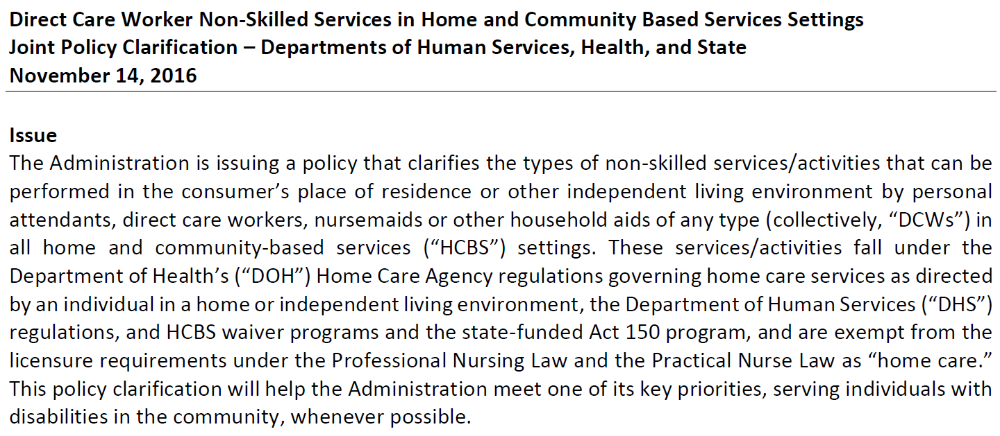 Direct Care Worker Non-Skilled Services in Home and Community Based Services Settings
Joint Policy Clarification – Departments of Human Services, Health, and State
November 14, 2016
Issue
The Administration is issuing a policy that clarifies the types of non-skilled services/activities that can be
performed in the consumer’s place of residence or other independent living environment by personal
attendants, direct care workers, nursemaids or other household aids of any type (collectively, “DCWs”) in
all home and community-based services (“HCBS”) settings. These services/activities fall under the
Department of Health’s (“DOH”) Home Care Agency regulations governing home care services as directed
by an individual in a home or independent living environment, the Department of Human Services (“DHS”)
regulations, and HCBS waiver programs and the state-funded Act 150 program, and are exempt from the
licensure requirements under the Professional Nursing Law and the Practical Nurse Law as “home care.”
This policy clarification will help the Administration meet one of its key priorities, serving individuals with
disabilities in the community, whenever possible.